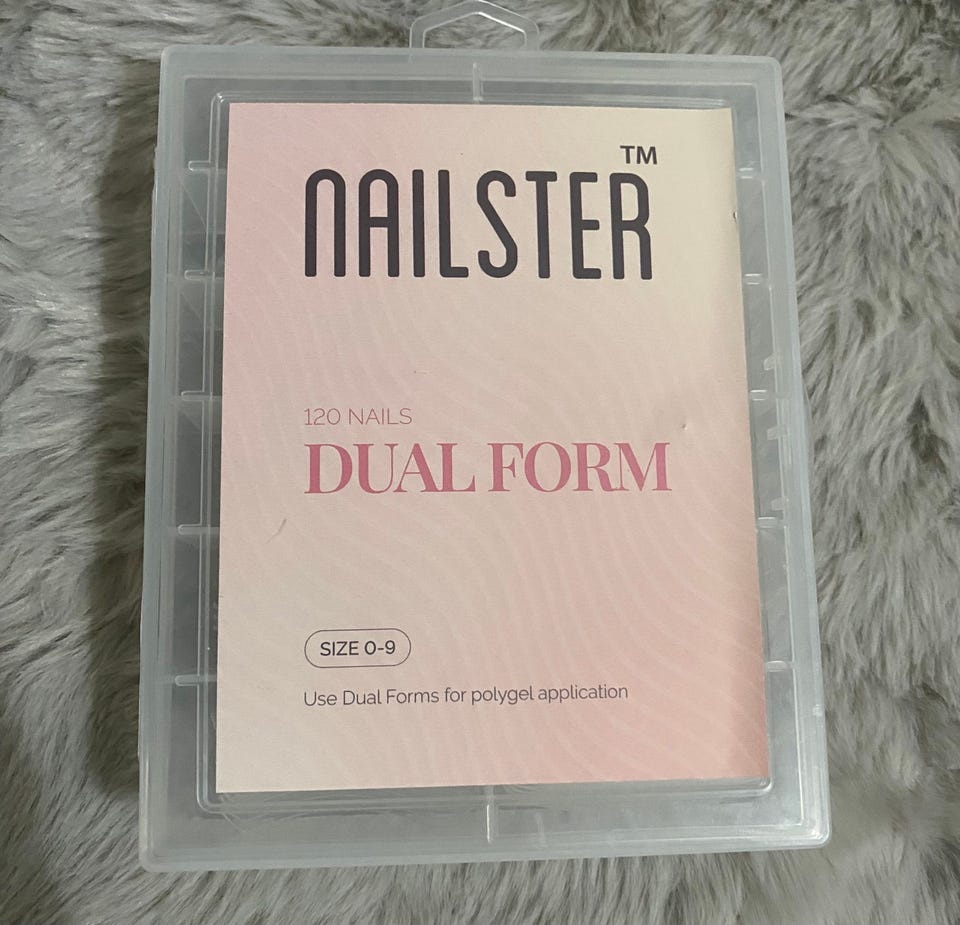 NAILSTER™
120 NAILS
DUAL FORM
SIZE 0-9
Use Dual Forms for polygel application